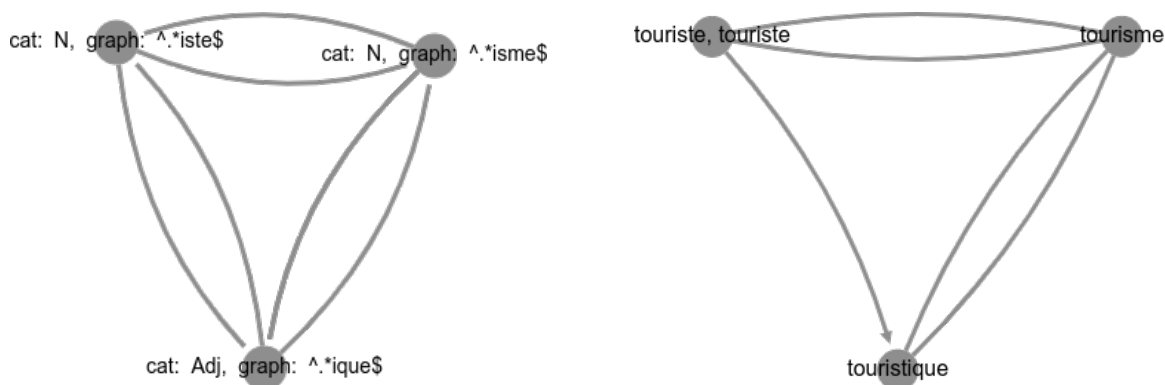 cat: N, graph: ^.*iste$
cat: N, graph: ^.*isme$
cat: Adj, graph: ^.*ique$
touriste, touriste
tourisme
touristique